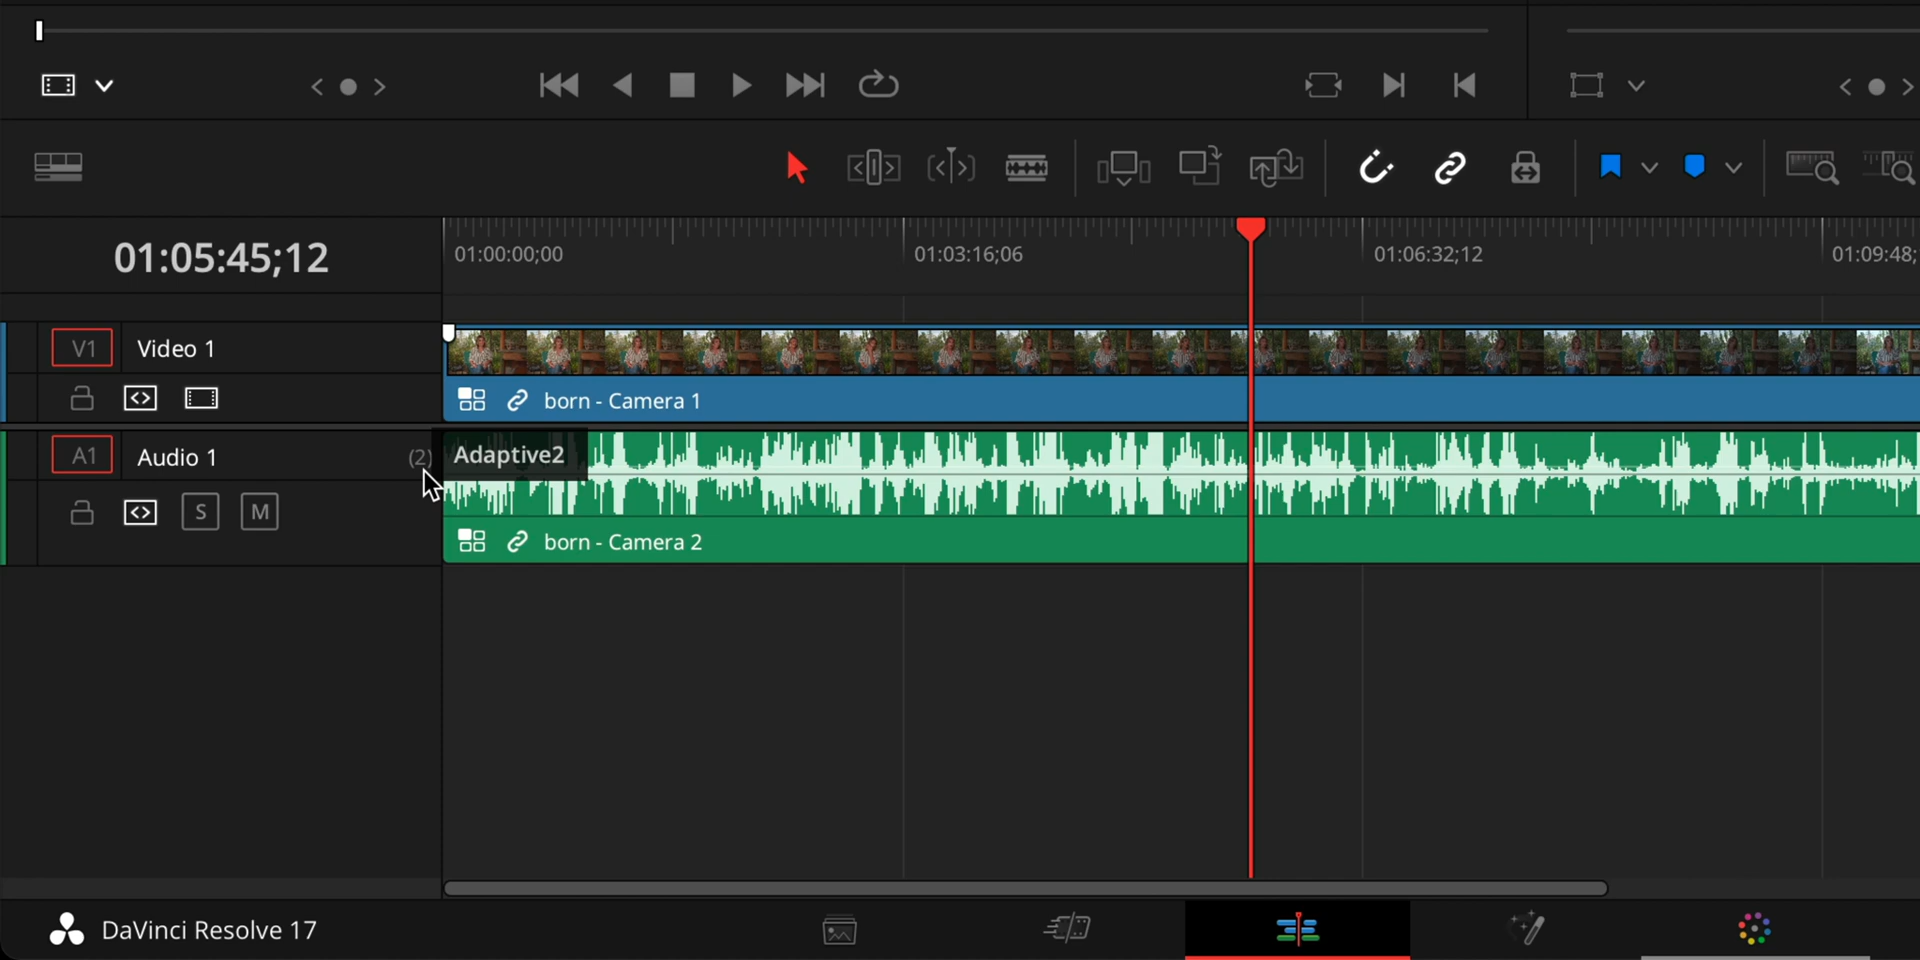 01:05:45;12
01:00:00;00
01:03:16;06
01:06:32;12
01:09:48;
V1
Video 1
born - Camera 1
A1
Audio 1
(2)
Adaptive2
S
M
born - Camera 2
DaVinci Resolve 17